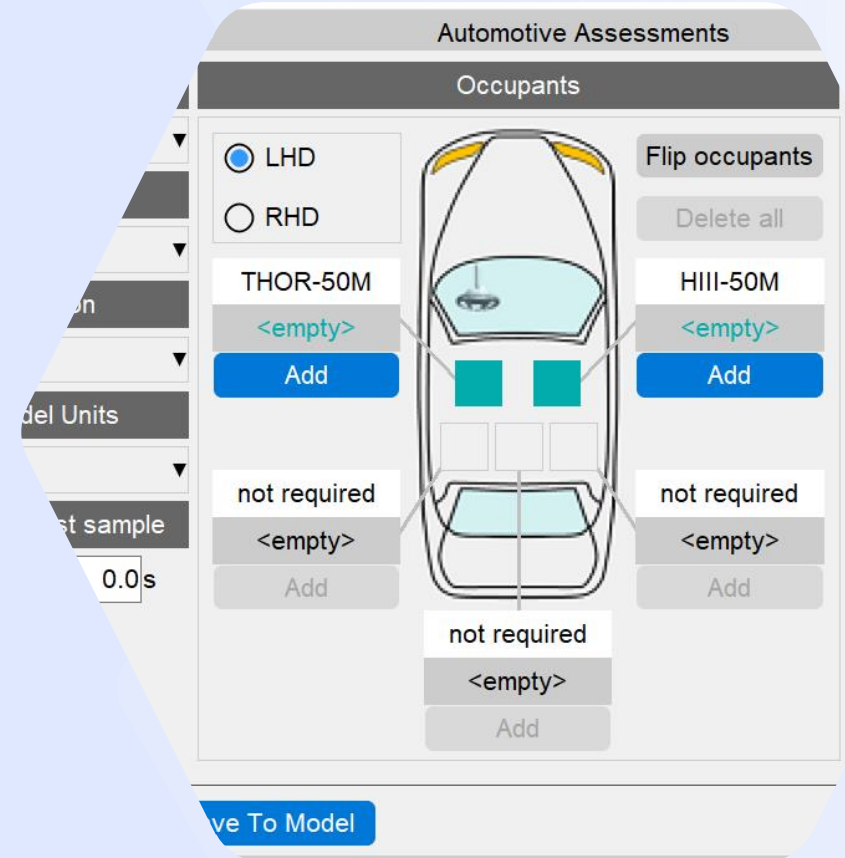 Automotive Assessments
Occupants
LHD
RHD
Flip occupants
Delete all
THOR-50M
<empty>
Add
HIII-50M
<empty>
Add
del Units
st sample
0.0 s
not required
<empty>
Add
not required
<empty>
Add
not required
<empty>
Add
ve To Model